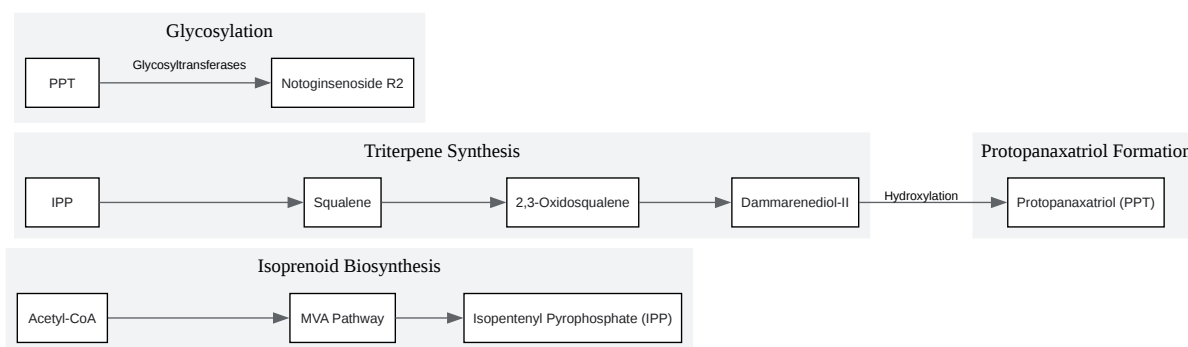 Glycosylation
Glycosyltransferases
PPT
Notoginsenoside R2
Triterpene Synthesis
Protopanaxatriol Formation
IPP
Squalene
2,3-Oxidosqualene
Dammarenediol-II
Hydroxylation
Protopanaxatriol (PPT)
Isoprenoid Biosynthesis
Acetyl-CoA
MVA Pathway
Isopentenyl Pyrophosphate (IPP)